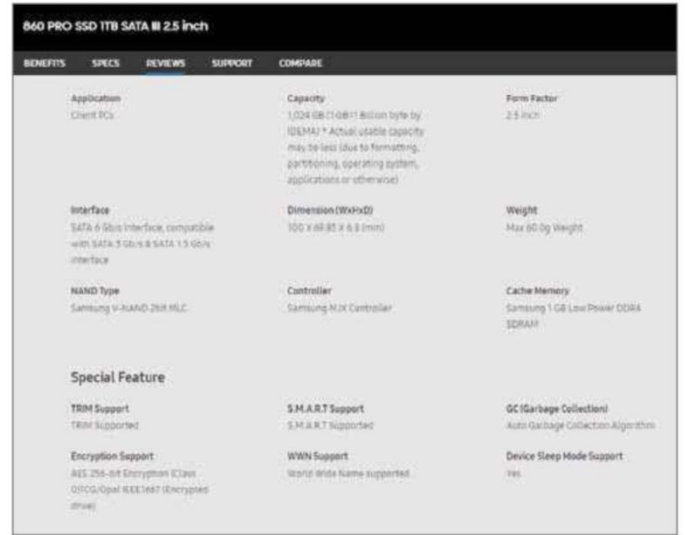 860 PRO SSD 1TB SATA III 2.5 inch
BENEFITS SPECS REVIEWS SUPPORT COMPARE
Application
Client PCs
Capacity
1,024 GB (1 GB=1 Billion byte by
IDEMA) * Actual usable capacity
may be less (due to formatting,
partitioning, operating system,
applications or otherwise)
Form Factor
2.5 inch
Interface
SATA 6 Gb/s Interface, compatible
with SATA 3 Gb/s & SATA 1.5 Gb/s
interface
Dimension (WxHxD)
100 X 69.85 X 6.8 (mm)
Weight
Max 60.0g Weight
NAND Type
Samsung V-NAND 2bit MLC
Controller
Samsung MJX Controller
Cache Memory
Samsung 1 GB Low Power DDR4
SDRAM
Special Feature
TRIM Support
TRIM Supported
S.M.A.R.T Support
S.M.A.R.T Supported
GC (Garbage Collection)
Auto Garbage Collection Algorithm
Encryption Support
AES 256-bit Encryption (Class
0)TCG/Opal IEEE1667 (Encrypted
drive)
WWN Support
World Wide Name supported
Device Sleep Mode Support
Yes